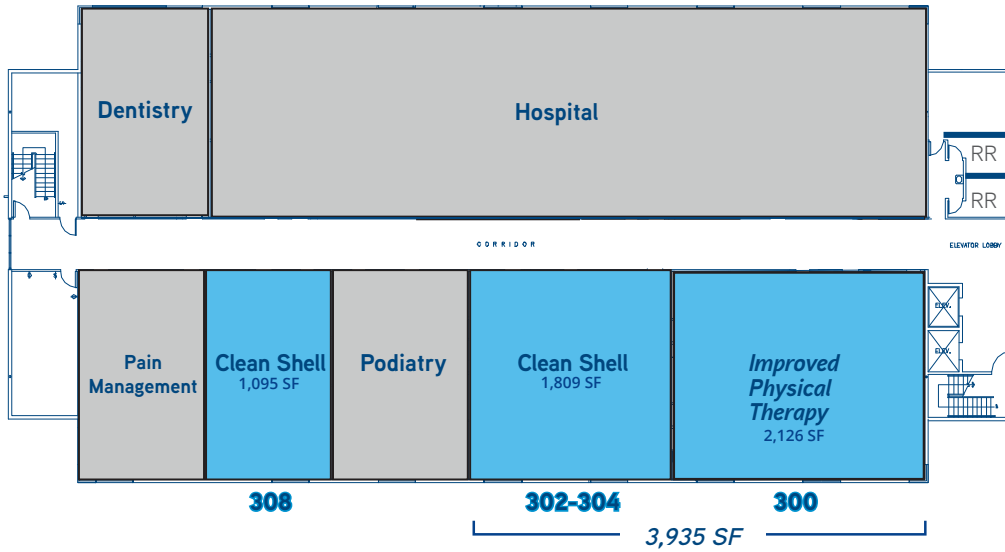 Dentistry
Hospital
RR
RR
CORRIDOR
ELEVATOR LOBBY
Pain
Management
Clean Shell
1,095 SF
Podiatry
Clean Shell
1,809 SF
Improved
Physical
Therapy
2,126 SF
ELEV.
ELEV.
308
302-304
300
3,935 SF